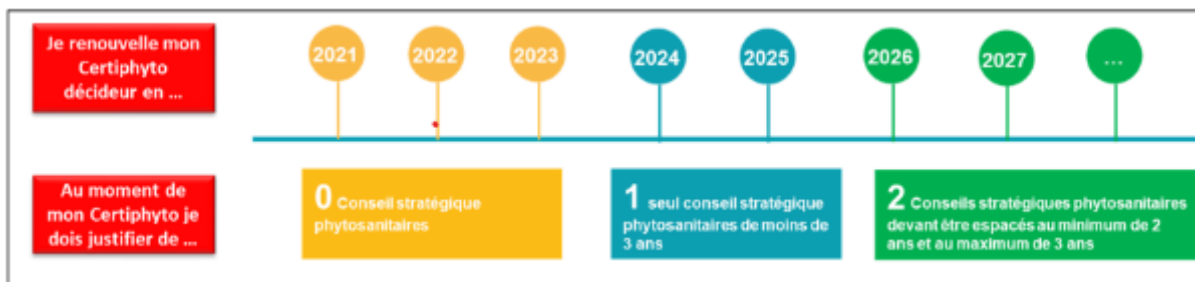 Je renouvelle mon
Certiphyto
décideur en ...
2021
2022
2023
2024
2025
2026
2027
...
Au moment de
mon Certiphyto je
dois justifier de ...
0 Conseil stratégique
phytosanitaires
1 seul conseil stratégique
phytosanitaires de moins de
3 ans
2 Conseils stratégiques phytosanitaires
devant être espacés au minimum de 2
ans et au maximum de 3 ans